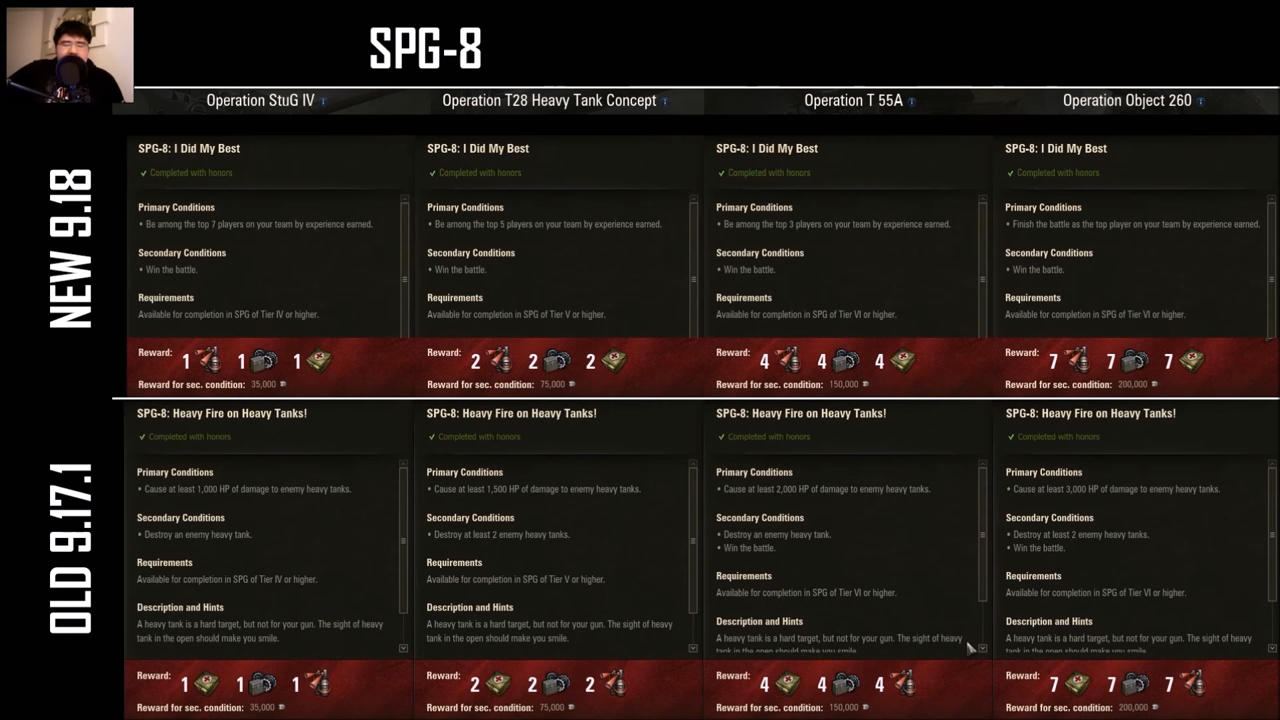 SPG-8
Operation StuG IV
Operation T28 Heavy Tank Concept
Operation T 55A
Operation Object 260
NEW 9.18
SPG-8: I Did My Best
Completed with honors
Primary Conditions
• Be among the top 7 players on your team by experience earned.
Secondary Conditions
• Win the battle.
Requirements
Available for completion in SPG of Tier IV or higher.
Reward: 1 1 1
Reward for sec. condition: 35,000
SPG-8: I Did My Best
Completed with honors
Primary Conditions
• Be among the top 5 players on your team by experience earned.
Secondary Conditions
• Win the battle.
Requirements
Available for completion in SPG of Tier V or higher.
Reward: 2 2 2
Reward for sec. condition: 75,000
SPG-8: I Did My Best
Completed with honors
Primary Conditions
• Be among the top 3 players on your team by experience earned.
Secondary Conditions
• Win the battle.
Requirements
Available for completion in SPG of Tier VI or higher.
Reward: 4 4 4
Reward for sec. condition: 150,000
SPG-8: I Did My Best
Completed with honors
Primary Conditions
• Finish the battle as the top player on your team by experience earned.
Secondary Conditions
• Win the battle.
Requirements
Available for completion in SPG of Tier VI or higher.
Reward: 7 7 7
Reward for sec. condition: 200,000
OLD 9.17.1
SPG-8: Heavy Fire on Heavy Tanks!
Completed with honors
Primary Conditions
• Cause at least 1,000 HP of damage to enemy heavy tanks.
Secondary Conditions
• Destroy an enemy heavy tank.
Requirements
Available for completion in SPG of Tier IV or higher.
Description and Hints
A heavy tank is a hard target, but not for your gun. The sight of heavy
tank in the open should make you smile.
Reward: 1 1 1
Reward for sec. condition: 35,000
SPG-8: Heavy Fire on Heavy Tanks!
Completed with honors
Primary Conditions
• Cause at least 1,500 HP of damage to enemy heavy tanks.
Secondary Conditions
• Destroy at least 2 enemy heavy tanks.
Requirements
Available for completion in SPG of Tier V or higher.
Description and Hints
A heavy tank is a hard target, but not for your gun. The sight of heavy
tank in the open should make you smile.
Reward: 2 2 2
Reward for sec. condition: 75,000
SPG-8: Heavy Fire on Heavy Tanks!
Completed with honors
Primary Conditions
• Cause at least 2,000 HP of damage to enemy heavy tanks.
Secondary Conditions
• Destroy an enemy heavy tank.
• Win the battle.
Requirements
Available for completion in SPG of Tier VI or higher.
Description and Hints
A heavy tank is a hard target, but not for your gun. The sight of heavy
tank in the open should make you smile.
Reward: 4 4 4
Reward for sec. condition: 150,000
SPG-8: Heavy Fire on Heavy Tanks!
Completed with honors
Primary Conditions
• Cause at least 3,000 HP of damage to enemy heavy tanks.
Secondary Conditions
• Destroy at least 2 enemy heavy tanks.
• Win the battle.
Requirements
Available for completion in SPG of Tier VI or higher.
Description and Hints
A heavy tank is a hard target, but not for your gun. The sight of heavy
tank in the open should make you smile.
Reward: 7 7 7
Reward for sec. condition: 200,000